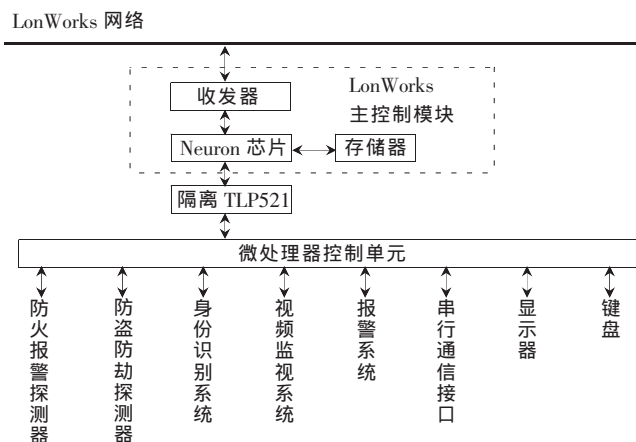 LonWorks 网络
收发器
LonWorks
主控制模块
Neuron 芯片
存储器
隔离 TLP521
微处理器控制单元
防火报警探测器
防盗防劫探测器
身份识别系统
视频监视系统
报警系统
串行通信接口
显示器
键盘